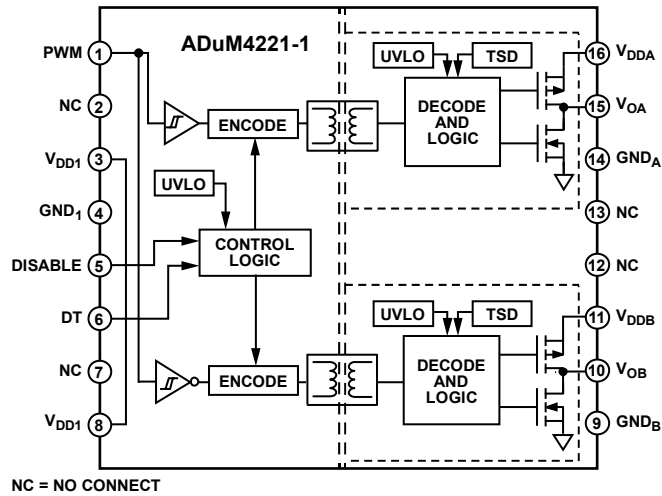 ADuM4221-1
PWM 1
NC 2
VDD1 3
GND1 4
DISABLE 5
DT 6
NC 7
VDD1 8
ENCODE
UVLO
CONTROL
LOGIC
ENCODE
UVLO
TSD
DECODE
AND
LOGIC
UVLO
TSD
DECODE
AND
LOGIC
16 VDDA
15 VOA
14 GNDA
13 NC
12 NC
11 VDDB
10 VOB
9 GNDB
NC = NO CONNECT